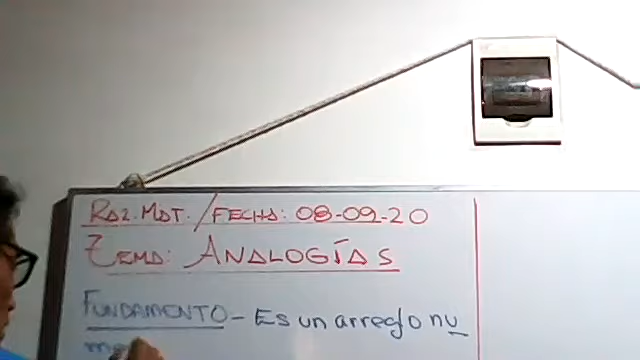 RAZ. MAT. / FECHA: 08-09-20
TEMA: ANALOGÍAS
FUNDAMENTO - Es un arreglo nu